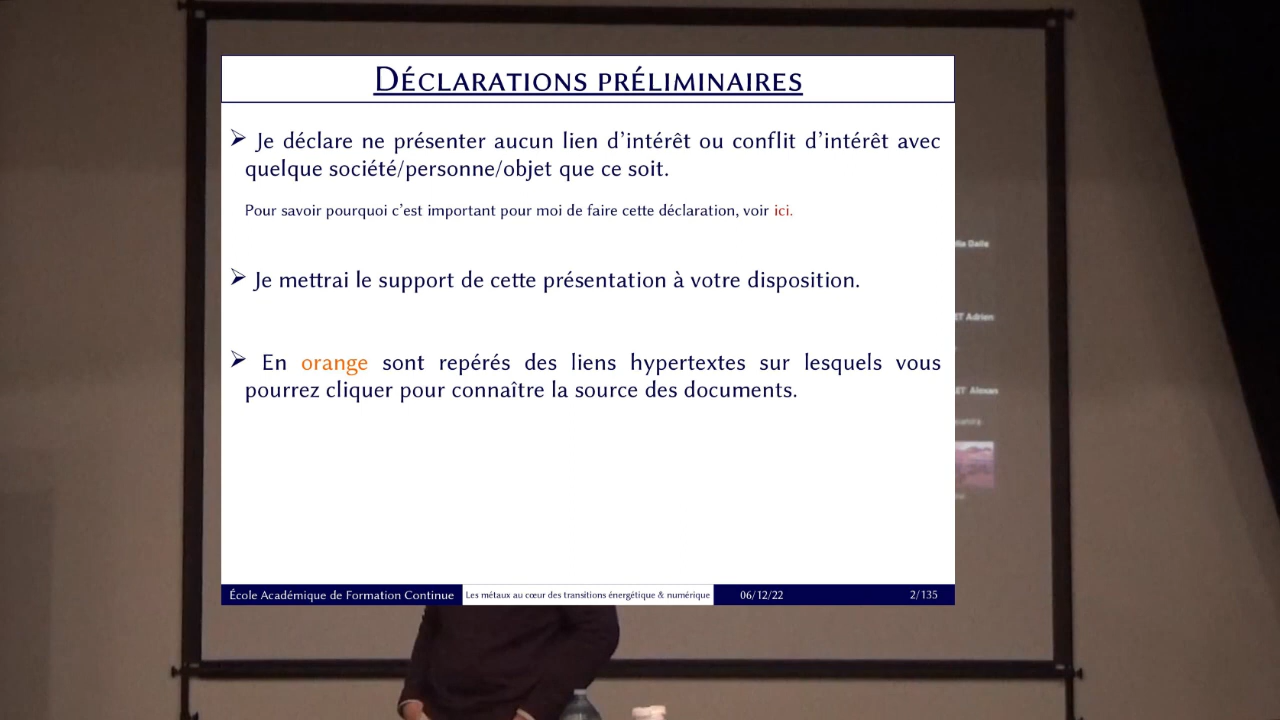 Déclarations préliminaires
➢ Je déclare ne présenter aucun lien d'intérêt ou conflit d'intérêt avec
quelque société/personne/objet que ce soit.
Pour savoir pourquoi c'est important pour moi de faire cette déclaration, voir ici.
➢ Je mettrai le support de cette présentation à votre disposition.
➢ En orange sont repérés des liens hypertextes sur lesquels vous
pourrez cliquer pour connaître la source des documents.
École Académique de Formation Continue Les métaux au cœur des transitions énergétique & numérique 06/12/22 2/135
Adrien